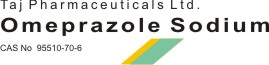 Taj Pharmaceuticals Ltd.
Omeprazole Sodium
CAS No 95510-70-6